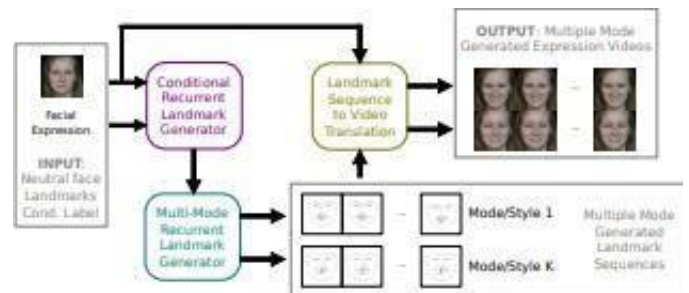 Facial
Expression
INPUT:
Neutral face
Landmarks
Cond. Label
Conditional
Recurrent
Landmark
Generator
Multi-Mode
Recurrent
Landmark
Generator
Landmark
Sequence
to Video
Translation
OUTPUT: Multiple Mode
Generated Expression Videos
Mode/Style 1
Mode/Style K
Multiple Mode
Generated
Landmark
Sequences